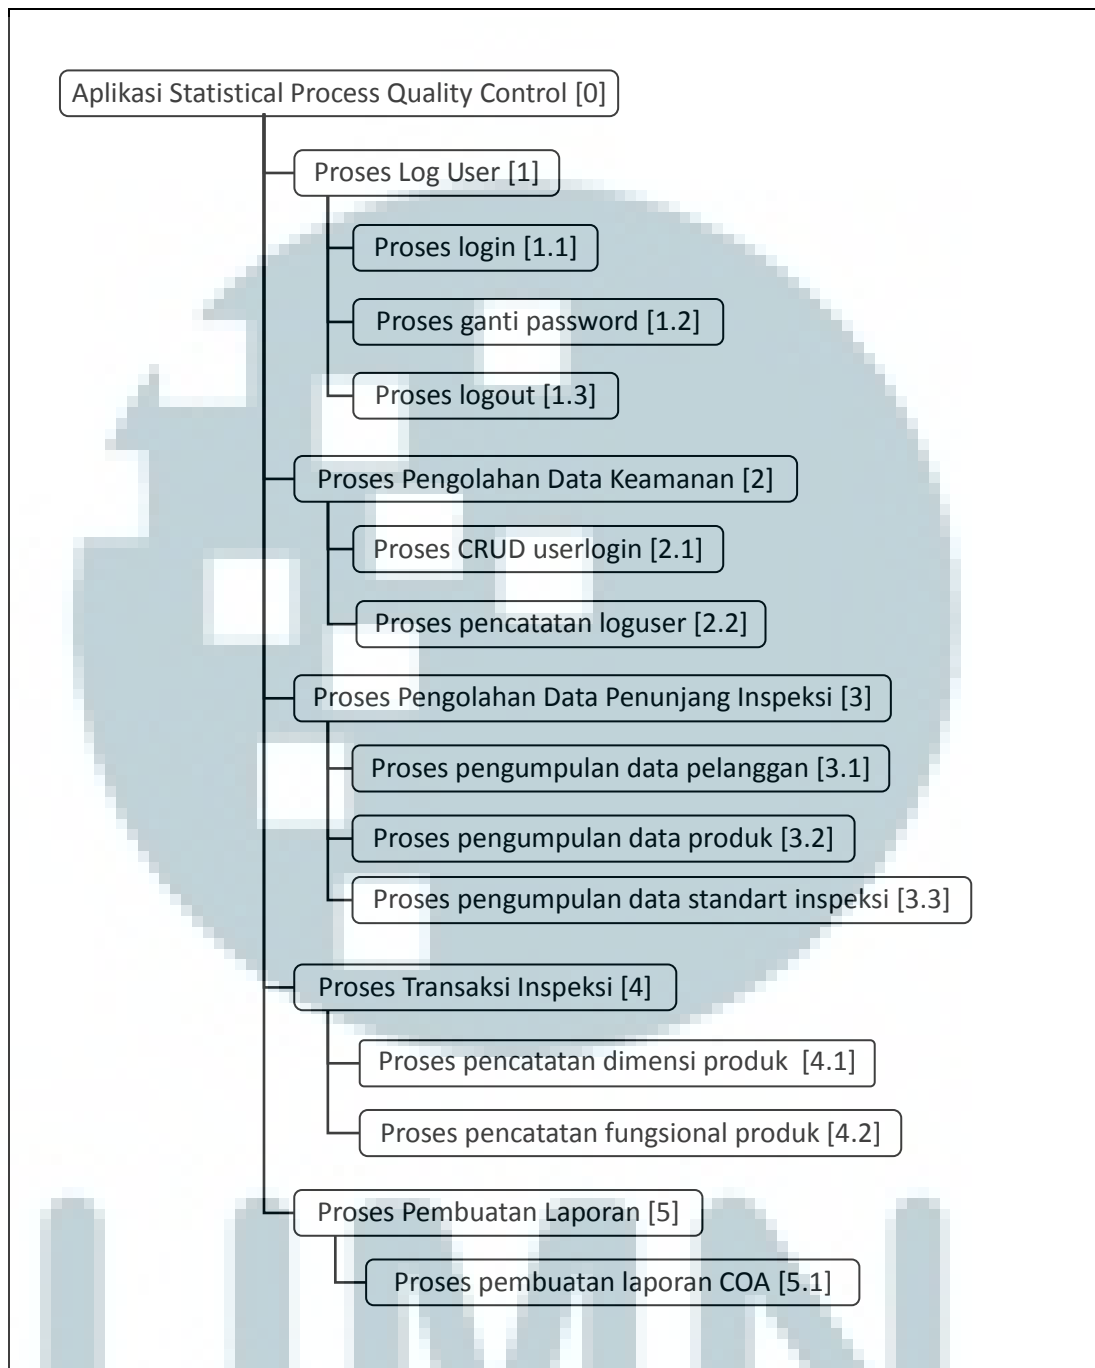 Aplikasi Statistical Process Quality Control [0]
Proses Log User [1]
Proses login [1.1]
Proses ganti password [1.2]
Proses logout [1.3]
Proses Pengolahan Data Keamanan [2]
Proses CRUD userlogin [2.1]
Proses pencatatan loguser [2.2]
Proses Pengolahan Data Penunjang Inspeksi [3]
Proses pengumpulan data pelanggan [3.1]
Proses pengumpulan data produk [3.2]
Proses pengumpulan data standart inspeksi [3.3]
Proses Transaksi Inspeksi [4]
Proses pencatatan dimensi produk [4.1]
Proses pencatatan fungsional produk [4.2]
Proses Pembuatan Laporan [5]
Proses pembuatan laporan COA [5.1]
UMN